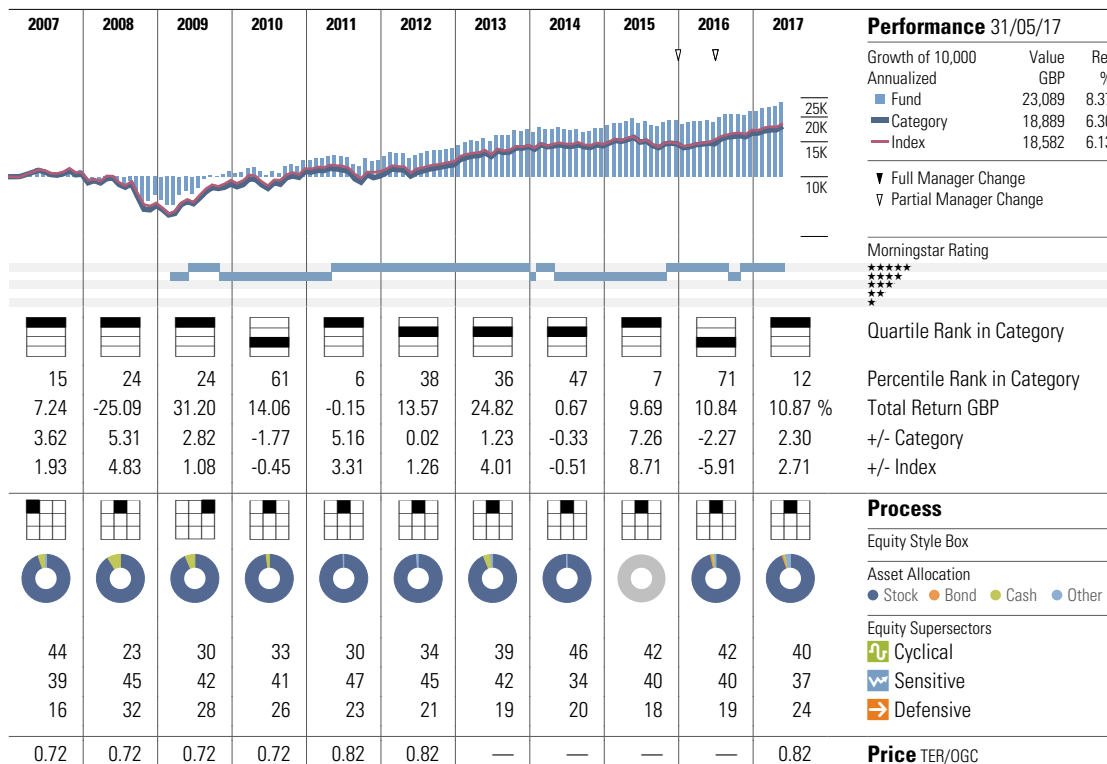 2007 2008 2009 2010 2011 2012 2013 2014 2015 2016 2017
Performance 31/05/17
Growth of 10,000 Value
Annualized GBP %
Fund 23,089
Category 18,889
Index 18,582
Full Manager Change
Partial Manager Change
25K
20K
15K
10K
Morningstar Rating
★★★★★
★★★★
★★★
★★
★
Quartile Rank in Category
15 24 24 61 6 38 36 47 7 71 12 Percentile Rank in Category
7.24 -25.09 31.20 14.06 -0.15 13.57 24.82 0.67 9.69 10.84 10.87 % Total Return GBP
3.62 5.31 2.82 -1.77 5.16 0.02 1.23 -0.33 7.26 -2.27 2.30 +/- Category
1.93 4.83 1.08 -0.45 3.31 1.26 4.01 -0.51 8.71 -5.91 2.71 +/- Index
Process
Equity Style Box
Asset Allocation
Stock Bond Cash Other
Equity Supersectors
44 23 30 33 30 34 39 46 42 42 40 Cyclical
39 45 42 41 47 45 42 34 40 40 37 Sensitive
16 32 28 26 23 21 19 20 18 19 24 Defensive
0.72 0.72 0.72 0.72 0.82 0.82 — — — — 0.82 Price TER/OGC